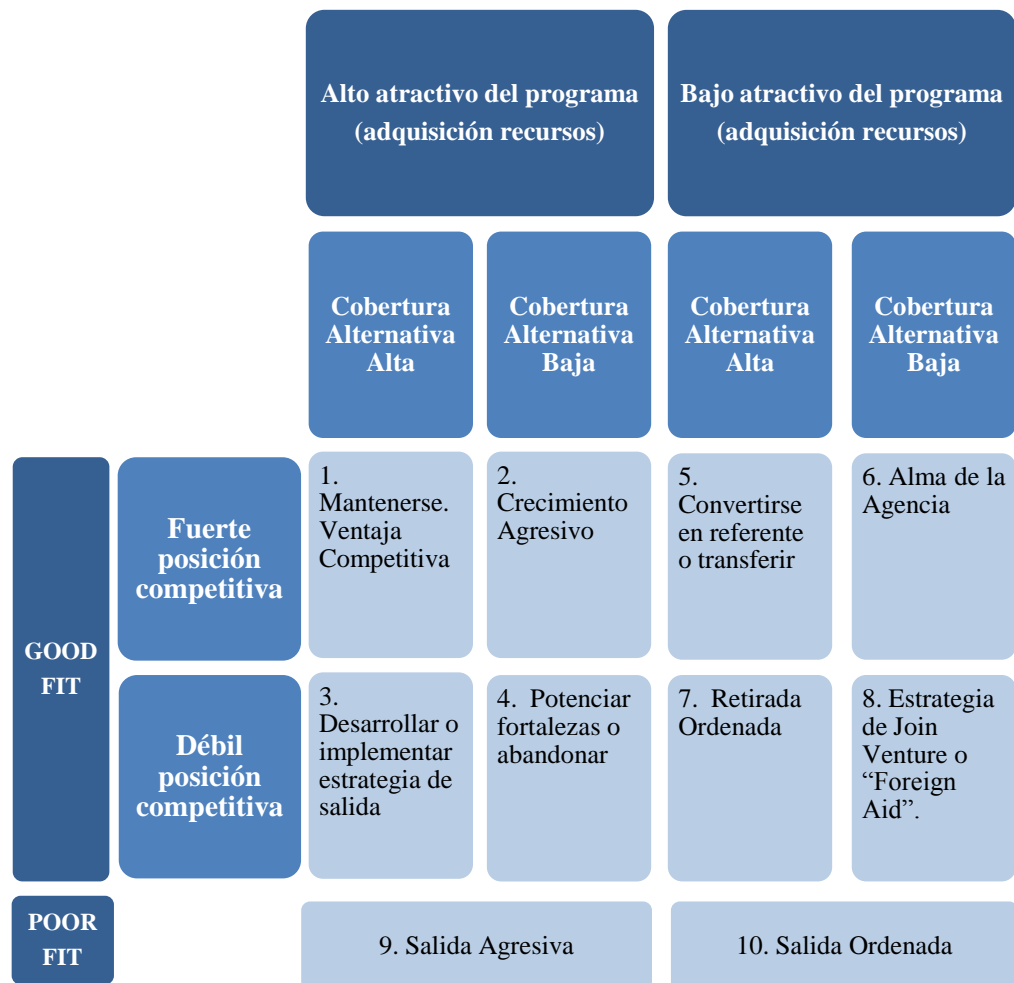 Alto atractivo del programa
(adquisición recursos)
Bajo atractivo del programa
(adquisición recursos)
Cobertura
Alternativa
Alta
Cobertura
Alternativa
Baja
Cobertura
Alternativa
Alta
Cobertura
Alternativa
Baja
GOOD
FIT
Fuerte
posición
competitiva
1.
Mantenerse.
Ventaja
Competitiva
2.
Crecimiento
Agresivo
5.
Convertirse
en referente
o transferir
6. Alma de la
Agencia
Débil
posición
competitiva
3.
Desarrollar o
implementar
estrategia de
salida
4. Potenciar
fortalezas o
abandonar
7. Retirada
Ordenada
8. Estrategia
de Join
Venture o
“Foreign
Aid”.
POOR
FIT
9. Salida Agresiva
10. Salida Ordenada